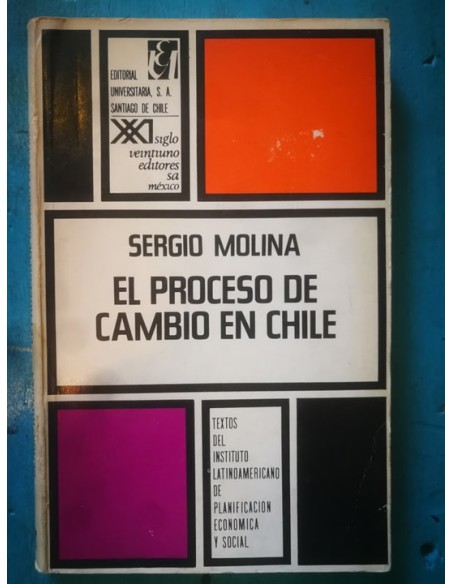 EDITORIAL
UNIVERSITARIA, S. A.
SANTIAGO DE CHILE
XXI siglo
veintiuno
editores
sa
méxico
SERGIO MOLINA
EL PROCESO DE
CAMBIO EN CHILE
TEXTOS
DEL
INSTITUTO
LATINOAMERICANO
DE
PLANIFICACION
ECONOMICA
Y SOCIAL